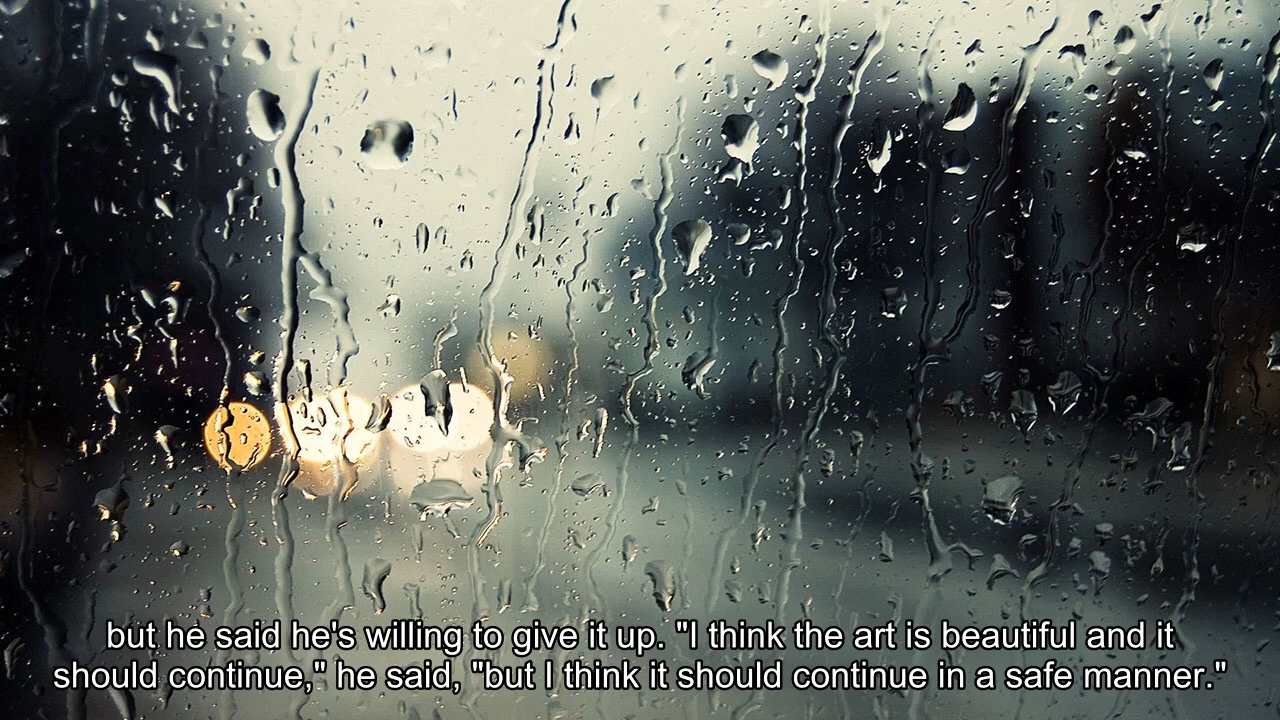 but he said he's willing to give it up. "I think the art is beautiful and it
should continue," he said, "but I think it should continue in a safe manner."